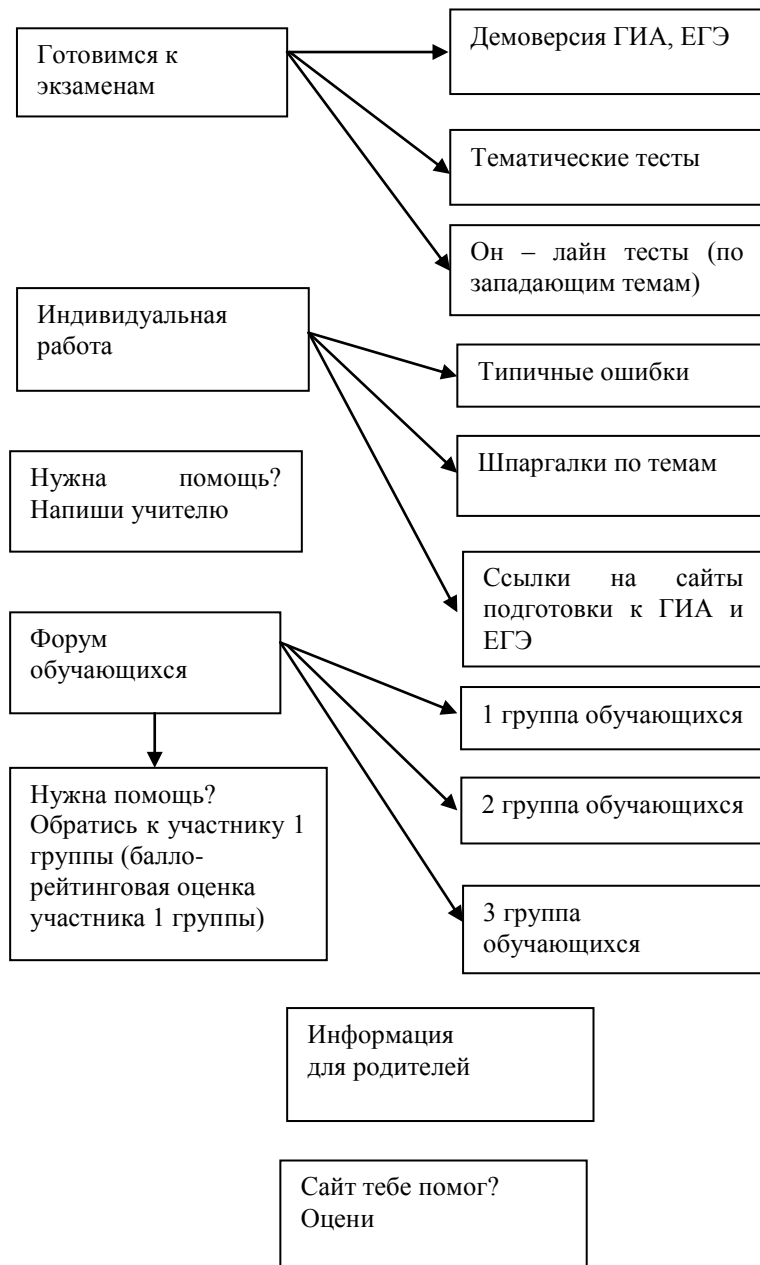 Готовимся к
экзаменам
Демоверсия ГИА, ЕГЭ
Тематические тесты
Он – лайн тесты (по
западающим темам)
Индивидуальная
работа
Типичные ошибки
Шпаргалки по темам
Ссылки на сайты
подготовки к ГИА и
ЕГЭ
Нужна помощь?
Напиши учителю
Форум
обучающихся
1 группа обучающихся
2 группа обучающихся
3 группа
обучающихся
Нужна помощь?
Обратись к участнику 1
группы (балло-
рейтинговая оценка
участника 1 группы)
Информация
для родителей
Сайт тебе помог?
Оцени